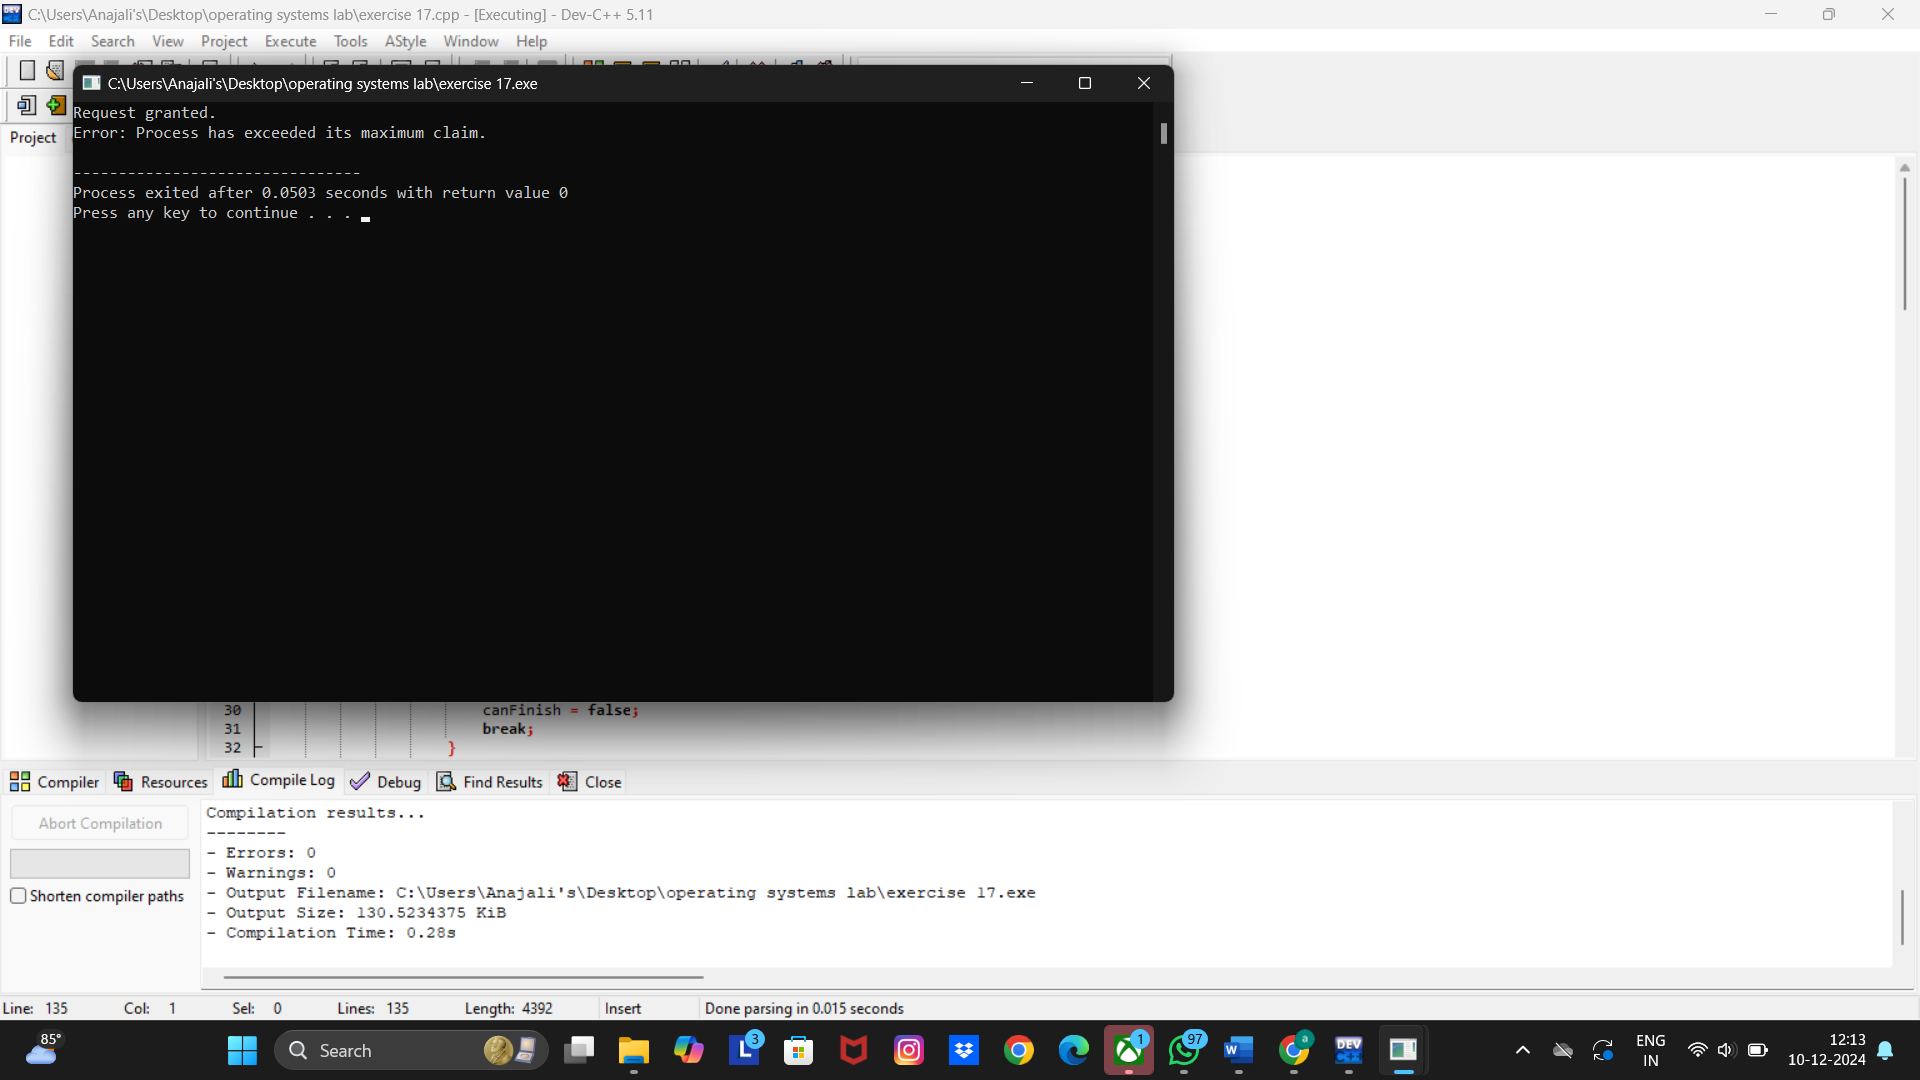 C:\Users\Anajali's\Desktop\operating systems lab\exercise 17.cpp - [Executing] - Dev-C++ 5.11
File Edit Search View Project Execute Tools AStyle Window Help
C:\Users\Anajali's\Desktop\operating systems lab\exercise 17.exe
Project
Request granted.
Error: Process has exceeded its maximum claim.
--------------------------------
Process exited after 0.0503 seconds with return value 0
Press any key to continue . . .
30 canFinish = false;
31 break;
32 }
Compiler Resources Compile Log Debug Find Results Close
Abort Compilation
Shorten compiler paths
Compilation results...
--------
- Errors: 0
- Warnings: 0
- Output Filename: C:\Users\Anajali's\Desktop\operating systems lab\exercise 17.exe
- Output Size: 130.5234375 KiB
- Compilation Time: 0.28s
Line: 135 Col: 1 Sel: 0 Lines: 135 Length: 4392 Insert Done parsing in 0.015 seconds
85° Search L 3 1 97 W a DEV C++ ENG IN 12:13
10-12-2024